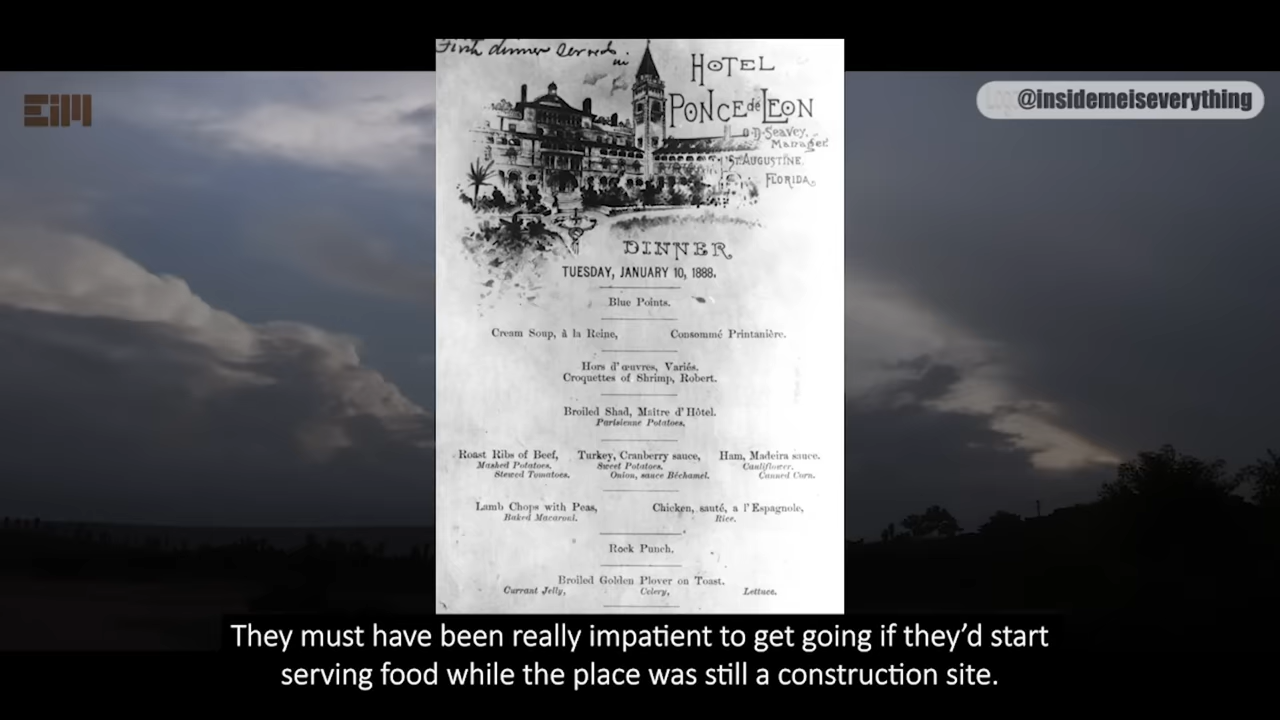 EiM
@insidemeiseverything
First dinner served
in
HOTEL
PONCE de LEON
O.D. Seavey,
Manager.
ST. AUGUSTINE,
FLORIDA.
DINNER
TUESDAY, JANUARY 10, 1888.
Blue Points.
Cream Soup, à la Reine, Consommé Printanière.
Hors d'œuvres, Variés.
Croquettes of Shrimp, Robert.
Broiled Shad, Maitre d'Hôtel.
Parisienne Potatoes.
Roast Ribs of Beef, Turkey, Cranberry sauce, Ham, Madeira sauce.
Mashed Potatoes. Sweet Potatoes. Cauliflower.
Stewed Tomatoes. Onion, sauce Béchamel. Canned Corn.
Lamb Chops with Peas, Chicken, sauté, a l'Espagnole,
Baked Macaroni. Rice.
Rock Punch.
Broiled Golden Plover on Toast.
Currant Jelly, Celery, Lettuce.
They must have been really impatient to get going if they'd start
serving food while the place was still a construction site.